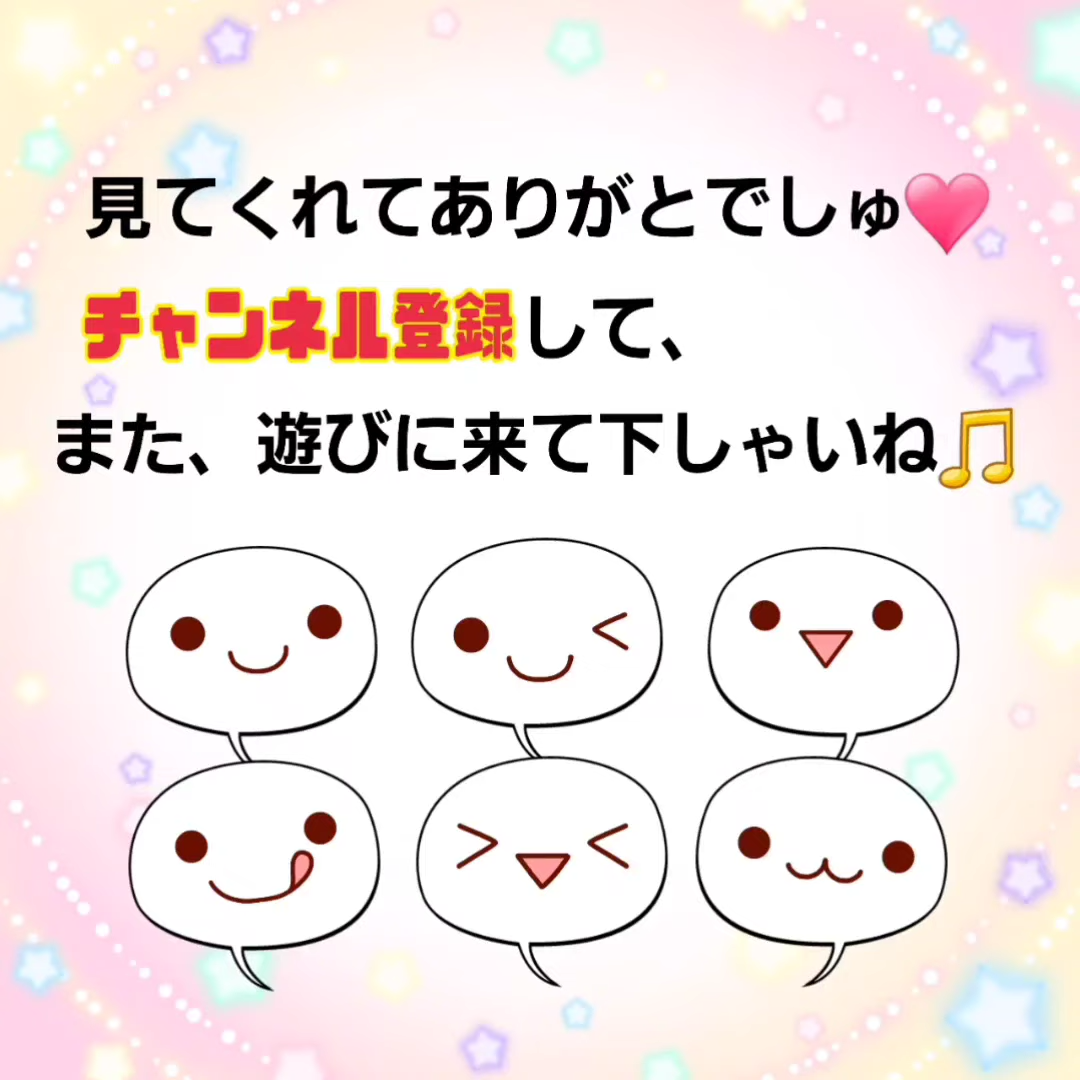 見てくれてありがとでしゅ
チャンネル登録して、
また、遊びに来て下しゃいね